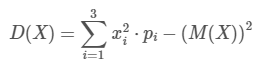 $D(X) = \sum_{i=1}^{3} x_i^2 \cdot p_i - (M(X))^2$